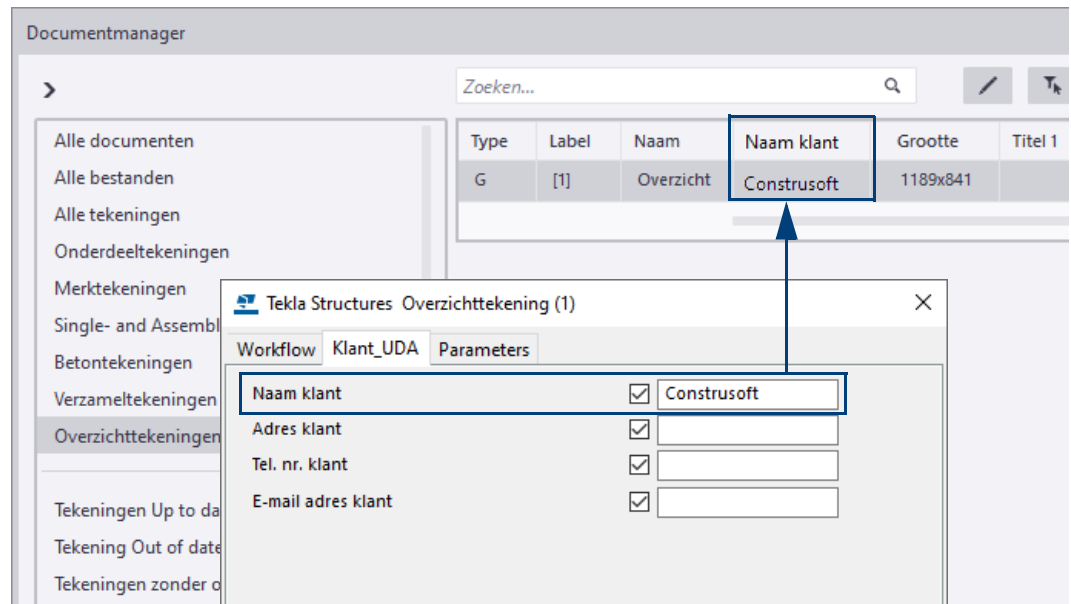 Documentmanager
Zoeken...
Alle documenten
Alle bestanden
Alle tekeningen
Onderdeeltekeningen
Merktekeningen
Single- and Assembl
Betontekeningen
Verzameltekeningen
Overzichttekeningen
Tekeningen Up to da
Tekening Out of date
Tekeningen zonder o
Type Label Naam Naam klant Grootte Titel 1
G [1] Overzicht Construsoft 1189x841
Tekla Structures Overzichttekening (1)
Workflow Klant_UDA Parameters
Naam klant Construsoft
Adres klant
Tel. nr. klant
E-mail adres klant